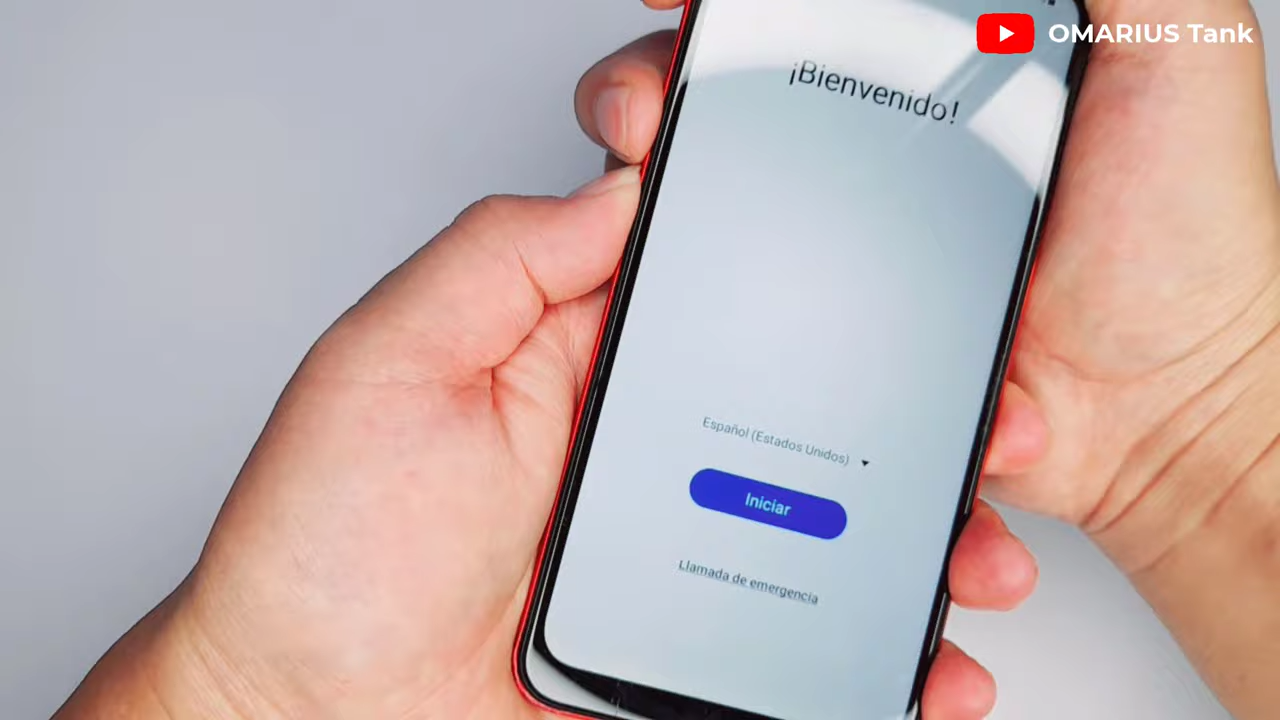 OMARIUS Tank
¡Bienvenido!
Español (Estados Unidos)
Iniciar
Llamada de emergencia